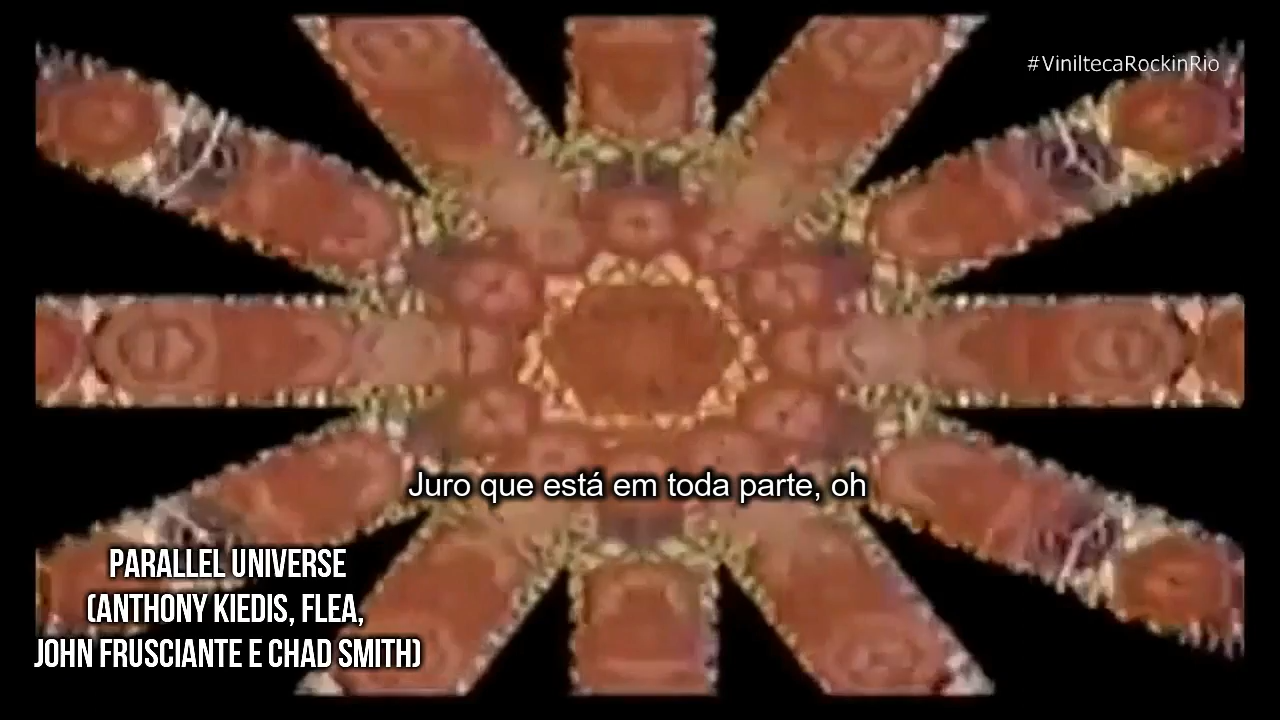 #ViniltecaRockinRio
Juro que está em toda parte, oh
PARALLEL UNIVERSE
(ANTHONY KIEDIS, FLEA,
JOHN FRUSCIANTE E CHAD SMITH)